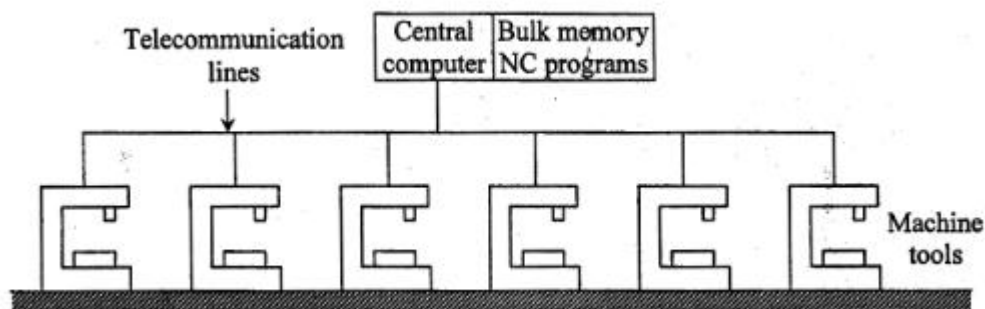 Telecommunication
lines
Central
computer
Bulk memory
NC programs
Machine
tools